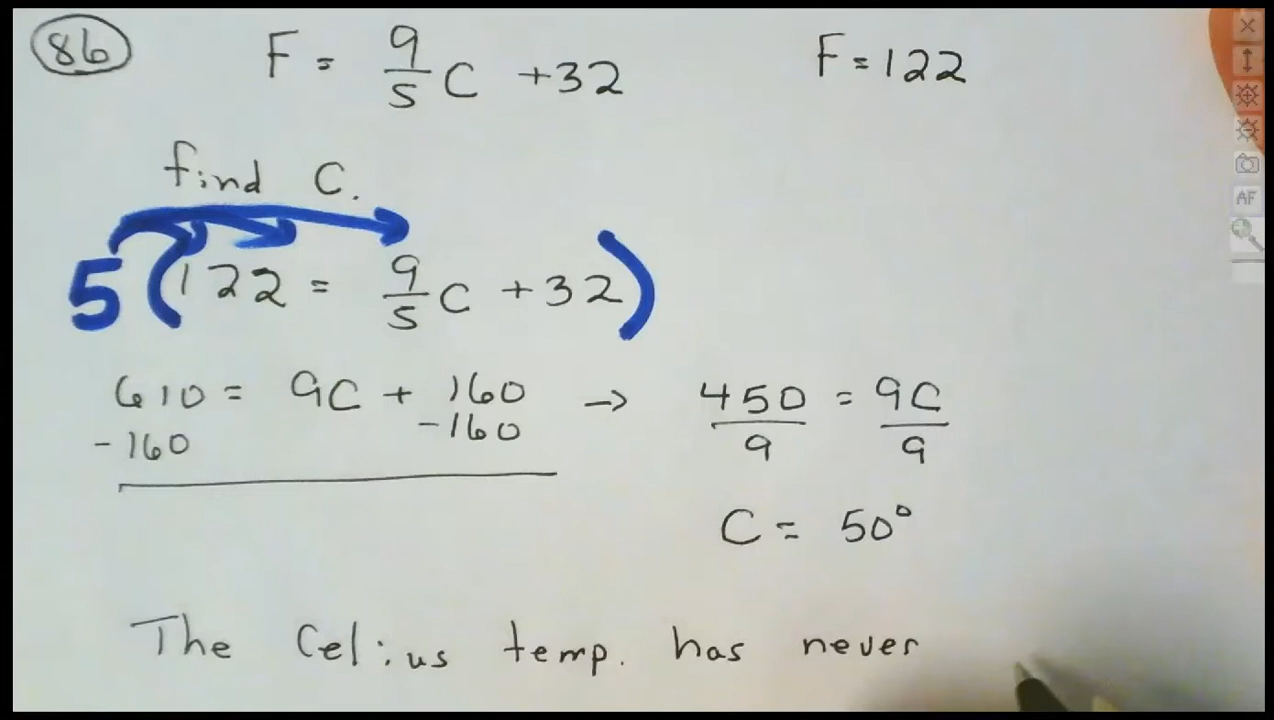 86
F = 9/5 C + 32
F = 122
find C.
5(122 = 9/5 C + 32)
610 = 9C + 160 → 450/9 = 9C/9
-160 -160
C = 50°
The Celius temp. has never
AF